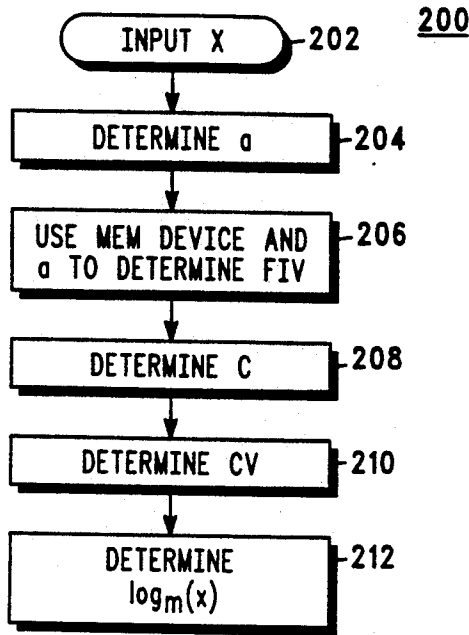 200
INPUT X
202
DETERMINE a
204
USE MEM DEVICE AND
a TO DETERMINE FIV
206
DETERMINE C
208
DETERMINE CV
210
DETERMINE
logm(x)
212